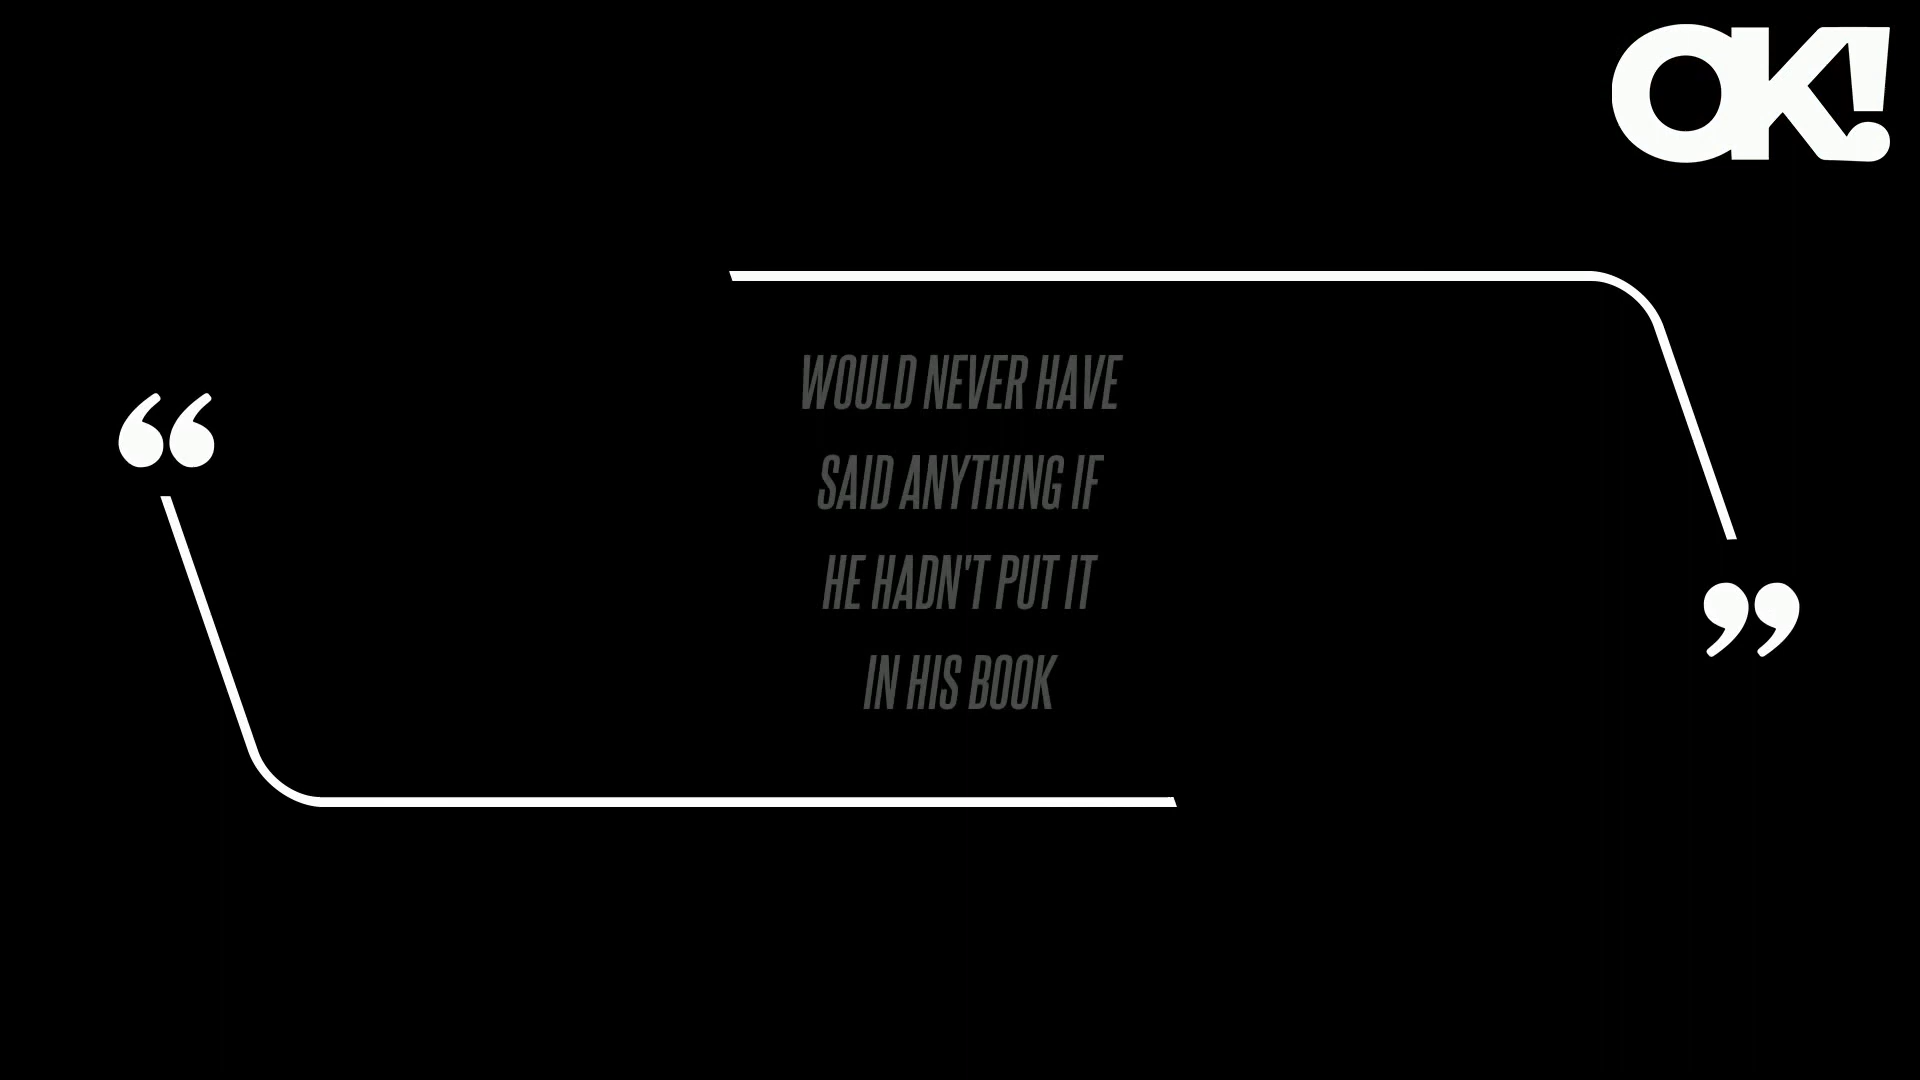 OK!
WOULD NEVER HAVE
SAID ANYTHING IF
HE HADN'T PUT IT
IN HIS BOOK